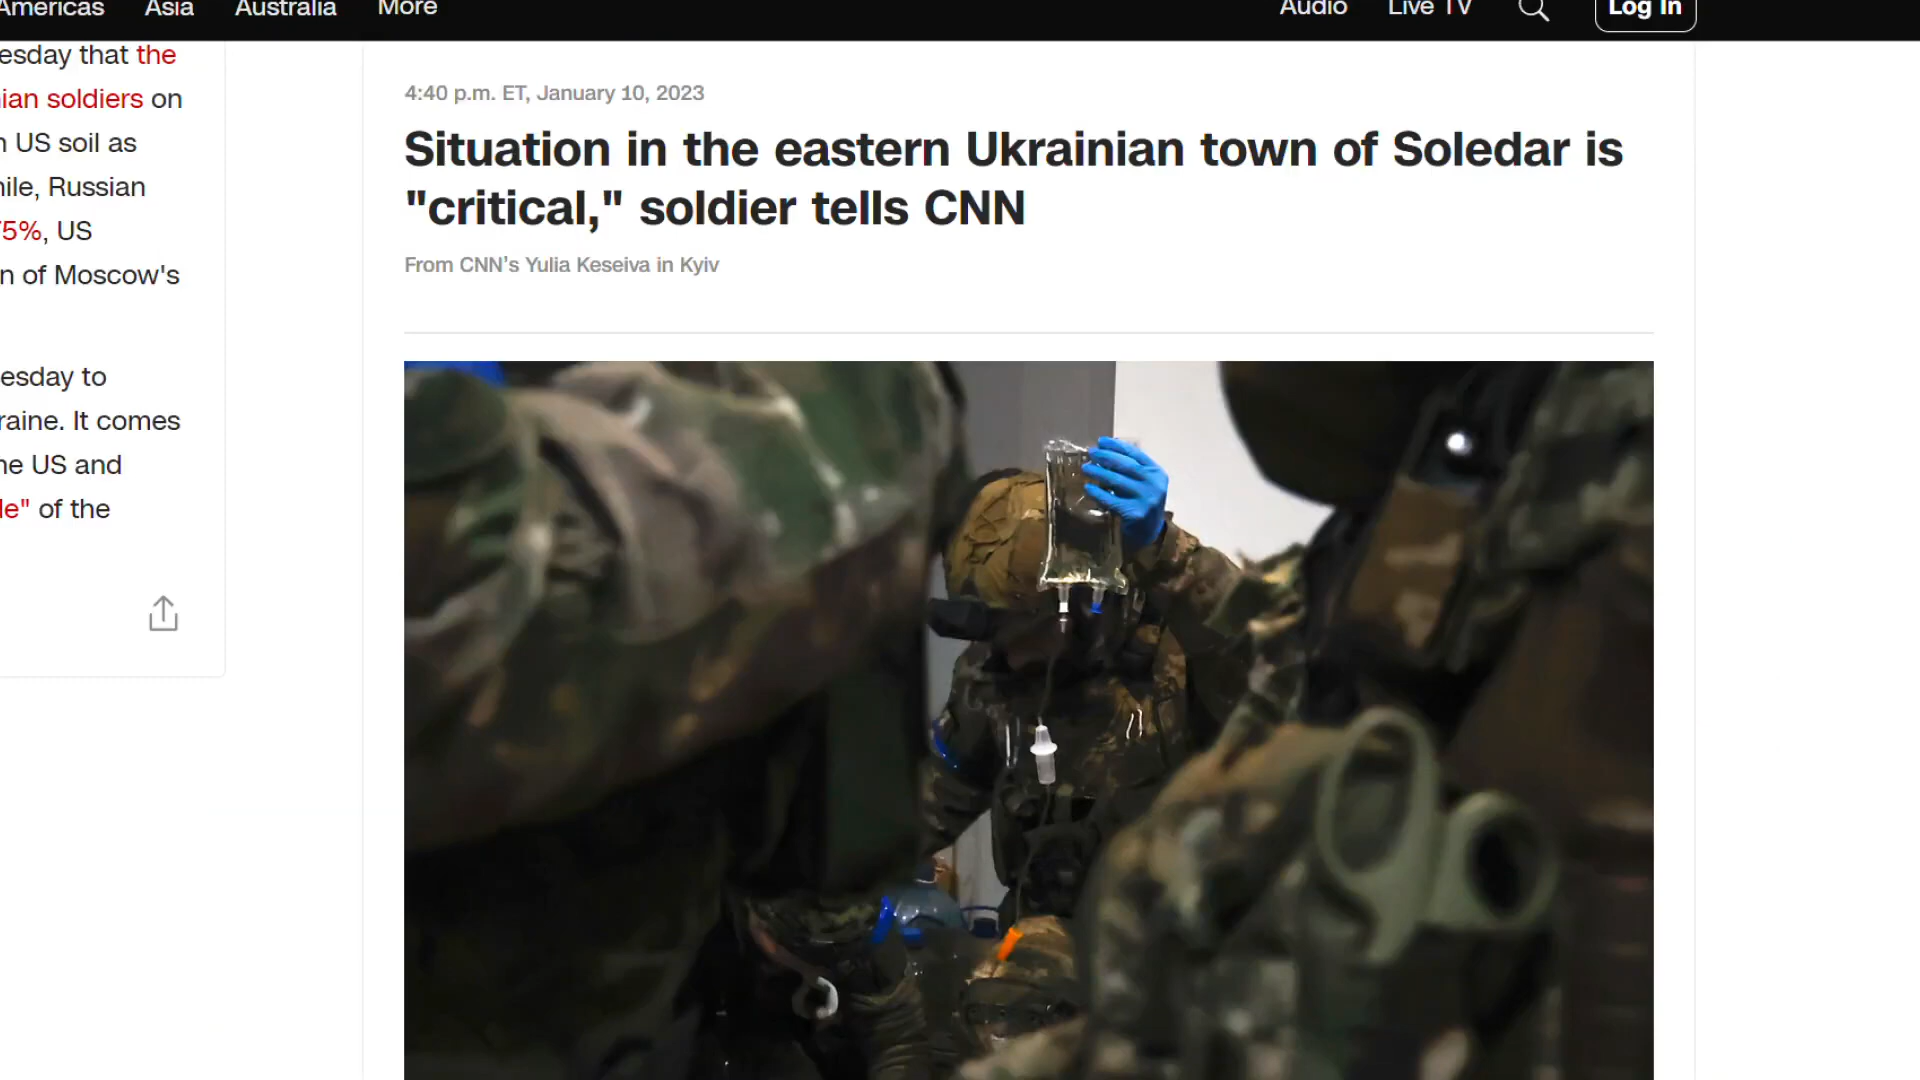 Americas Asia Australia More Audio Live TV Log In
esday that the
ian soldiers on
n US soil as
ile, Russian
75%, US
n of Moscow's
esday to
raine. It comes
he US and
le" of the
4:40 p.m. ET, January 10, 2023
Situation in the eastern Ukrainian town of Soledar is
"critical," soldier tells CNN
From CNN's Yulia Keseiva in Kyiv